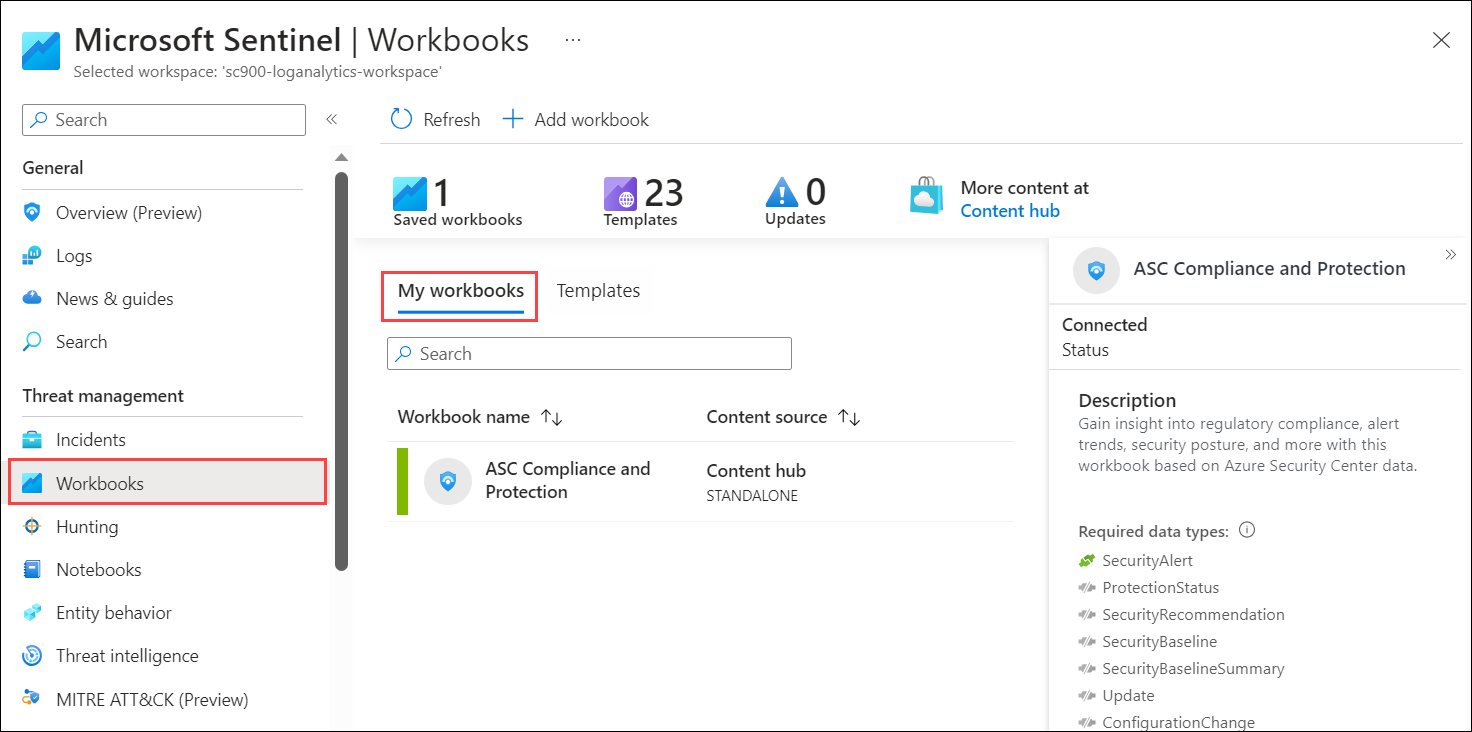 Microsoft Sentinel | Workbooks ...
Selected workspace: 'sc900-loganalytics-workspace'
Search
«
General
Overview (Preview)
Logs
News & guides
Search
Threat management
Incidents
Workbooks
Hunting
Notebooks
Entity behavior
Threat intelligence
MITRE ATT&CK (Preview)
Refresh
Add workbook
1
Saved workbooks
23
Templates
0
Updates
More content at
Content hub
My workbooks
Templates
Search
Workbook name
Content source
ASC Compliance and
Protection
Content hub
STANDALONE
ASC Compliance and Protection
»
Connected
Status
Description
Gain insight into regulatory compliance, alert
trends, security posture, and more with this
workbook based on Azure Security Center data.
Required data types:
SecurityAlert
ProtectionStatus
SecurityRecommendation
SecurityBaseline
SecurityBaselineSummary
Update
ConfigurationChange